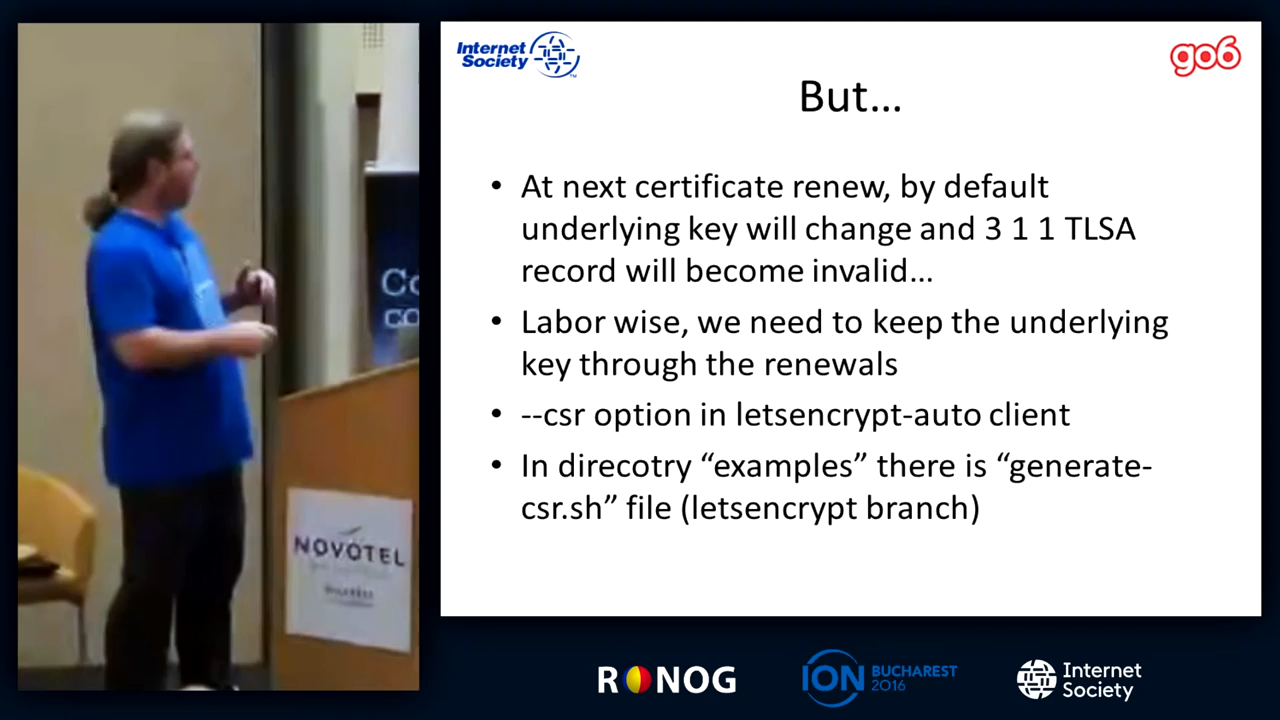 Internet
Society
go6
But...
• At next certificate renew, by default
underlying key will change and 3 1 1 TLSA
record will become invalid...
• Labor wise, we need to keep the underlying
key through the renewals
• --csr option in letsencrypt-auto client
• In direcotry “examples” there is “generate-
csr.sh” file (letsencrypt branch)
NOVOTEL
BUCAREST
RONOG
ION BUCHAREST
2016
Internet
Society